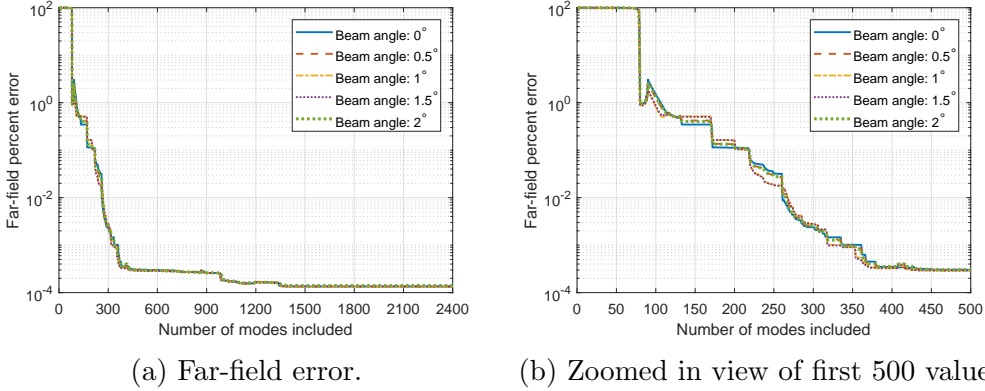 10^2
10^0
10^-2
10^-4
Far-field percent error
Beam angle: 0°
Beam angle: 0.5°
Beam angle: 1°
Beam angle: 1.5°
Beam angle: 2°
0 300 600 900 1200 1500 1800 2100 2400
Number of modes included
(a) Far-field error.
10^2
10^0
10^-2
10^-4
Far-field percent error
Beam angle: 0°
Beam angle: 0.5°
Beam angle: 1°
Beam angle: 1.5°
Beam angle: 2°
0 50 100 150 200 250 300 350 400 450 500
Number of modes included
(b) Zoomed in view of first 500 value